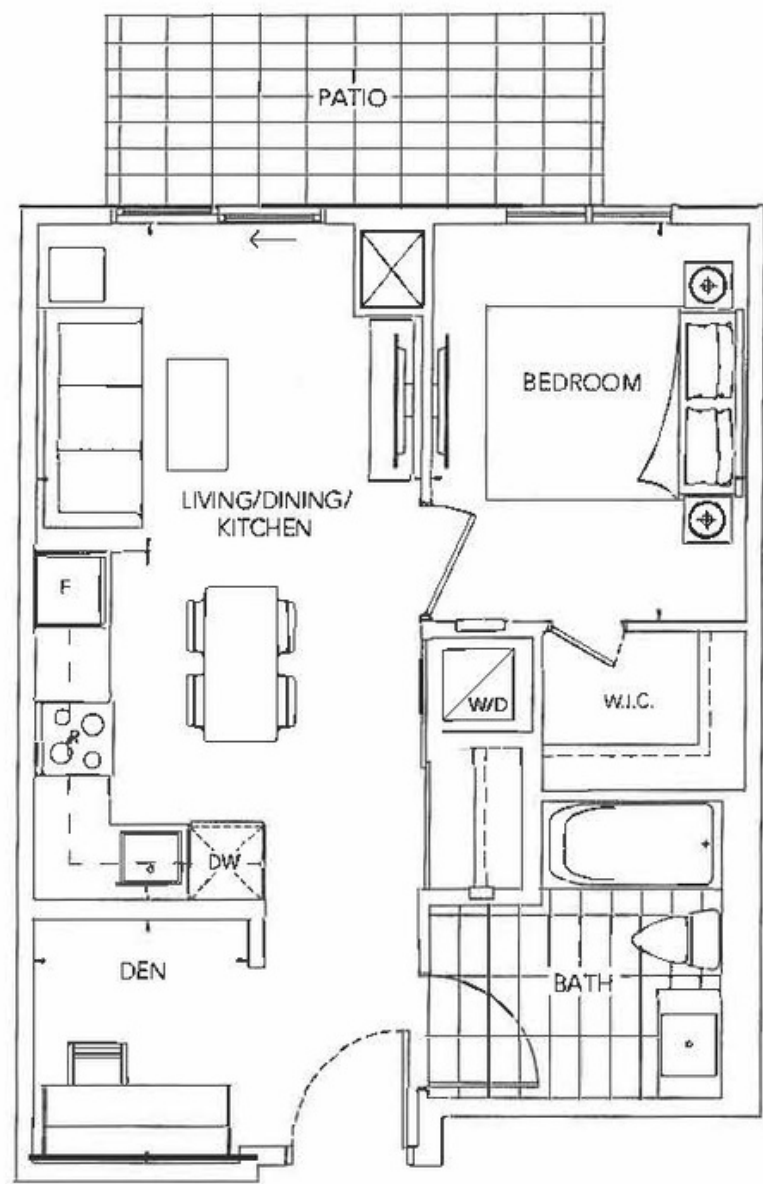 PATIO
BEDROOM
LIVING/DINING/
KITCHEN
F
W/D
W.I.C.
R
DW
DEN
BATH